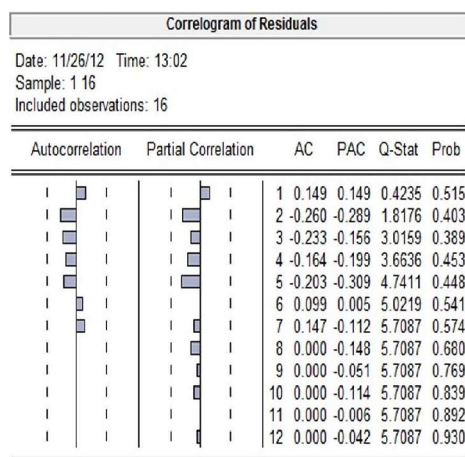 Correlogram of Residuals
Date: 11/26/12 Time: 13:02
Sample: 1 16
Included observations: 16
Autocorrelation Partial Correlation AC PAC Q-Stat Prob
1 0.149 0.149 0.4235 0.515
2 -0.260 -0.289 1.8176 0.403
3 -0.233 -0.156 3.0159 0.389
4 -0.164 -0.199 3.6636 0.453
5 -0.203 -0.309 4.7411 0.448
6 0.099 0.005 5.0219 0.541
7 0.147 -0.112 5.7087 0.574
8 0.000 -0.148 5.7087 0.680
9 0.000 -0.051 5.7087 0.769
10 0.000 -0.114 5.7087 0.839
11 0.000 -0.006 5.7087 0.892
12 0.000 -0.042 5.7087 0.930